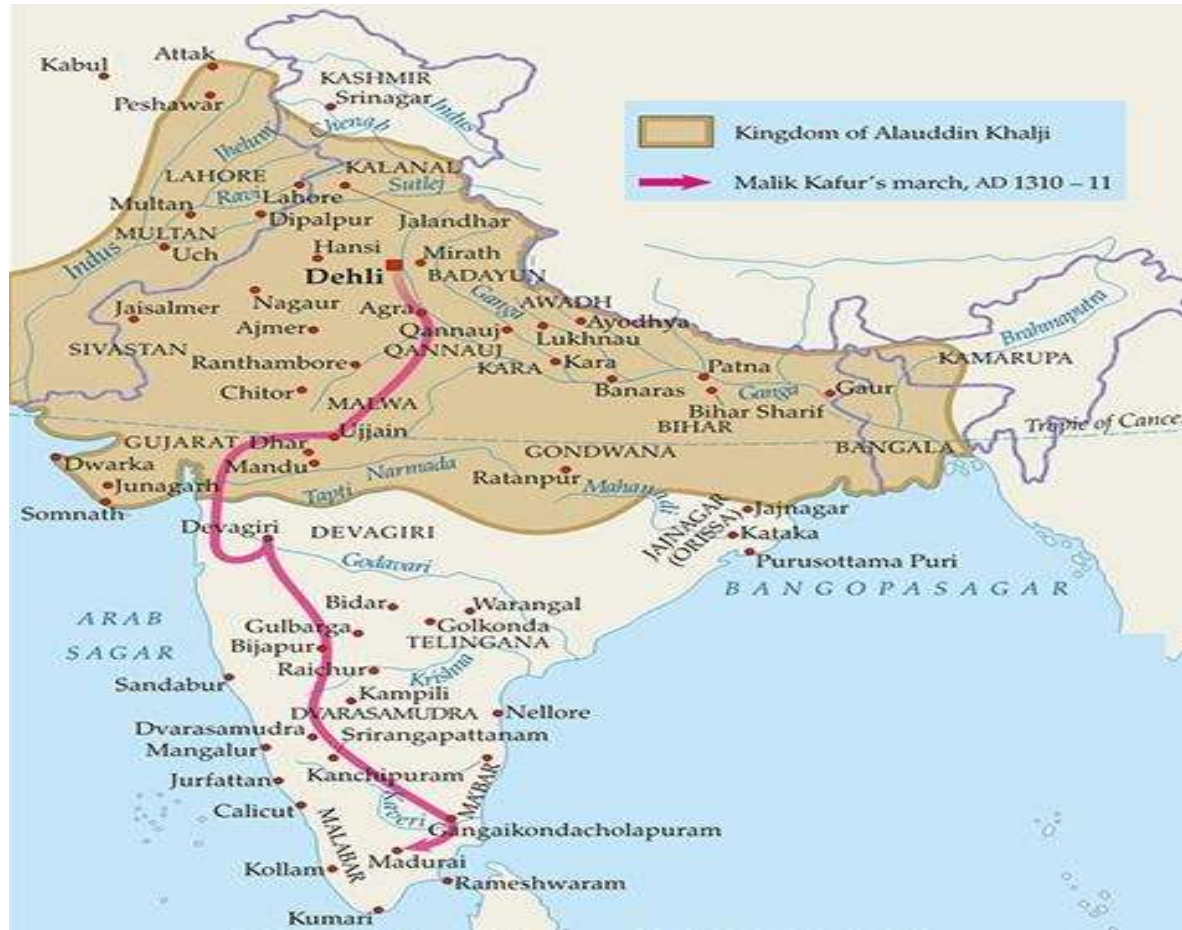 Attak
Kabul
Peshawar
KASHMIR
Srinagar
Indus
Chenab
Jhelum
Kingdom of Alauddin Khalji
Malik Kafur's march, AD 1310 – 11
LAHORE
KALANAL
Ravi
Lahore
Sutlej
Multan
Dipalpur
Jalandhar
MULTAN
Uch
Hansi
Mirath
Indus
Dehli
BADAYUN
Jaisalmer
Nagaur
Agra
Ganga
AWADH
Ayodhya
Ajmer
Qannauj
Lukhnau
Brahmaputra
SIVASTAN
QANNAUJ
KAMARUPA
Ranthambore
KARA
Kara
Patna
Chitor
Banaras
Ganga
Gaur
MALWA
Bihar Sharif
BIHAR
Tropic of Cance
Ujjain
GUJARAT
Dhar
GONDWANA
BANGALA
Dwarka
Mandu
Narmada
Ratanpur
Junagarh
Tapti
Mahanadi
Somnath
Jajnagar
Devagiri
DEVAGIRI
JAJNAGAR
(ORISSA)
Kataka
Purusottama Puri
Godavari
BANGOPASAGAR
Bidar
Warangal
ARAB
SAGAR
Gulbarga
Golkonda
TELINGANA
Bijapur
Raichur
Krishna
Sandabur
Kampili
DVARASAMUDRA
Nellore
Dvarasamudra
Srirangapattanam
Mangalur
Kanchipuram
Jurfattan
MA'BAR
Calicut
Kaveri
Gangaikondacholapuram
MALABAR
Madurai
Kollam
Rameshwaram
Kumari